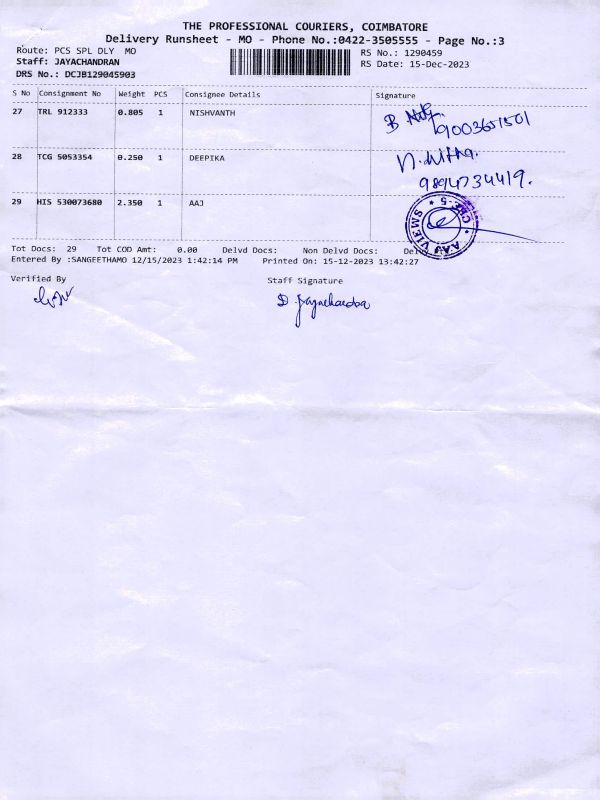 THE PROFESSIONAL COURIERS, COIMBATORE
Delivery Runsheet - MO - Phone No.:0422-3505555 - Page No.:3
Route: PCS SPL DLY MO RS No.: 1290459
Staff: JAYACHANDRAN RS Date: 15-Dec-2023
DRS No.: DCJB129045903
S No Consignment No Weight PCS Consignee Details Signature
27 TRL 912333 0.805 1 NISHVANTH
9003651501
28 TCG 5053354 0.250 1 DEEPIKA
9894734419.
29 HIS 530073680 2.350 1 AAJ
Tot Docs: 29 Tot COD Amt: 0.00 Delvd Docs: Non Delvd Docs:
Entered By :SANGEETHAMO 12/15/2023 1:42:14 PM Printed On: 15-12-2023 13:42:27
Verified By Staff Signature
D. Jayachandra